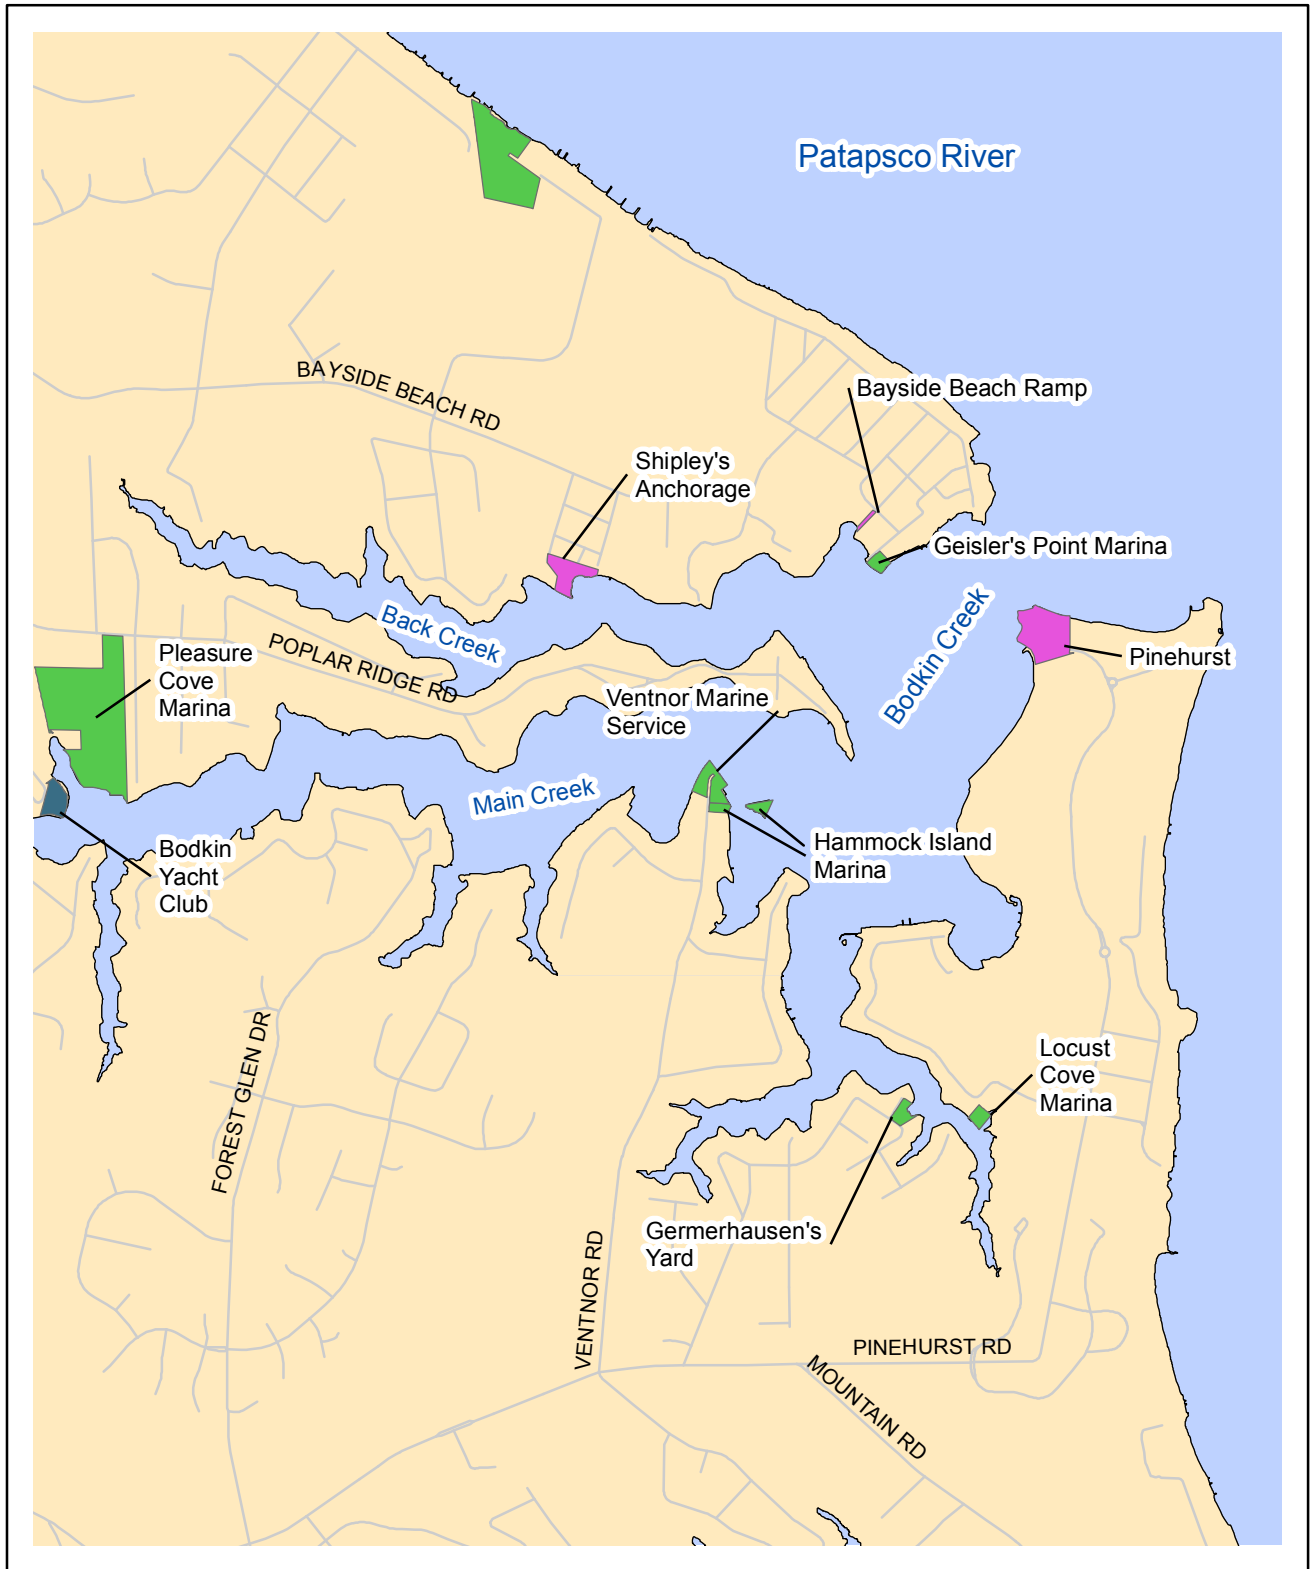 Patapsco River
BAYSIDE BEACH RD
Bayside Beach Ramp
Shipley's
Anchorage
Geisler's Point Marina
Back Creek
Bodkin Creek
Pinehurst
Pleasure
Cove
Marina
POPLAR RIDGE RD
Ventnor Marine
Service
Main Creek
Hammock Island
Marina
Bodkin
Yacht
Club
FOREST GLEN DR
Locust
Cove
Marina
Germerhausen's
Yard
VENTNOR RD
PINEHURST RD
MOUNTAIN RD